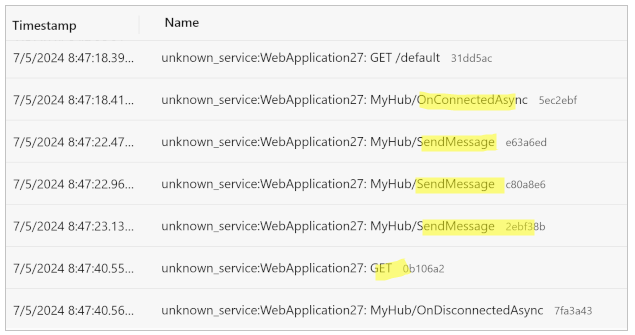 Timestamp Name
7/5/2024 8:47:18.39... unknown_service:WebApplication27: GET /default 31dd5ac
7/5/2024 8:47:18.41... unknown_service:WebApplication27: MyHub/OnConnectedAsync 5ec2ebf
7/5/2024 8:47:22.47... unknown_service:WebApplication27: MyHub/SendMessage e63a6ed
7/5/2024 8:47:22.96... unknown_service:WebApplication27: MyHub/SendMessage c80a8e6
7/5/2024 8:47:23.13... unknown_service:WebApplication27: MyHub/SendMessage 2ebf38b
7/5/2024 8:47:40.55... unknown_service:WebApplication27: GET 0b106a2
7/5/2024 8:47:40.56... unknown_service:WebApplication27: MyHub/OnDisconnectedAsync 7fa3a43